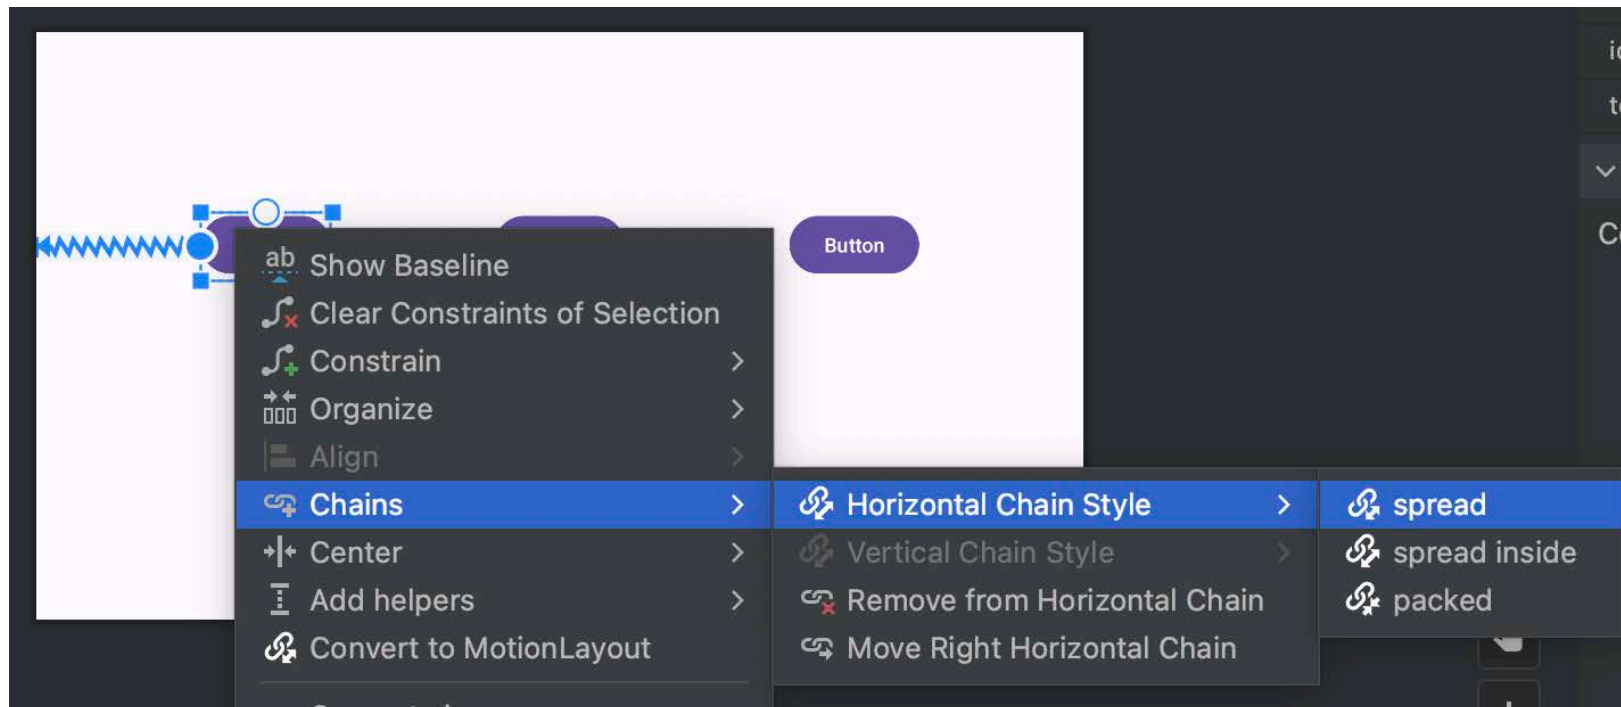 Button
ab Show Baseline
Clear Constraints of Selection
Constrain
Organize
Align
Chains
Center
Add helpers
Convert to MotionLayout
Horizontal Chain Style
Vertical Chain Style
Remove from Horizontal Chain
Move Right Horizontal Chain
spread
spread inside
packed